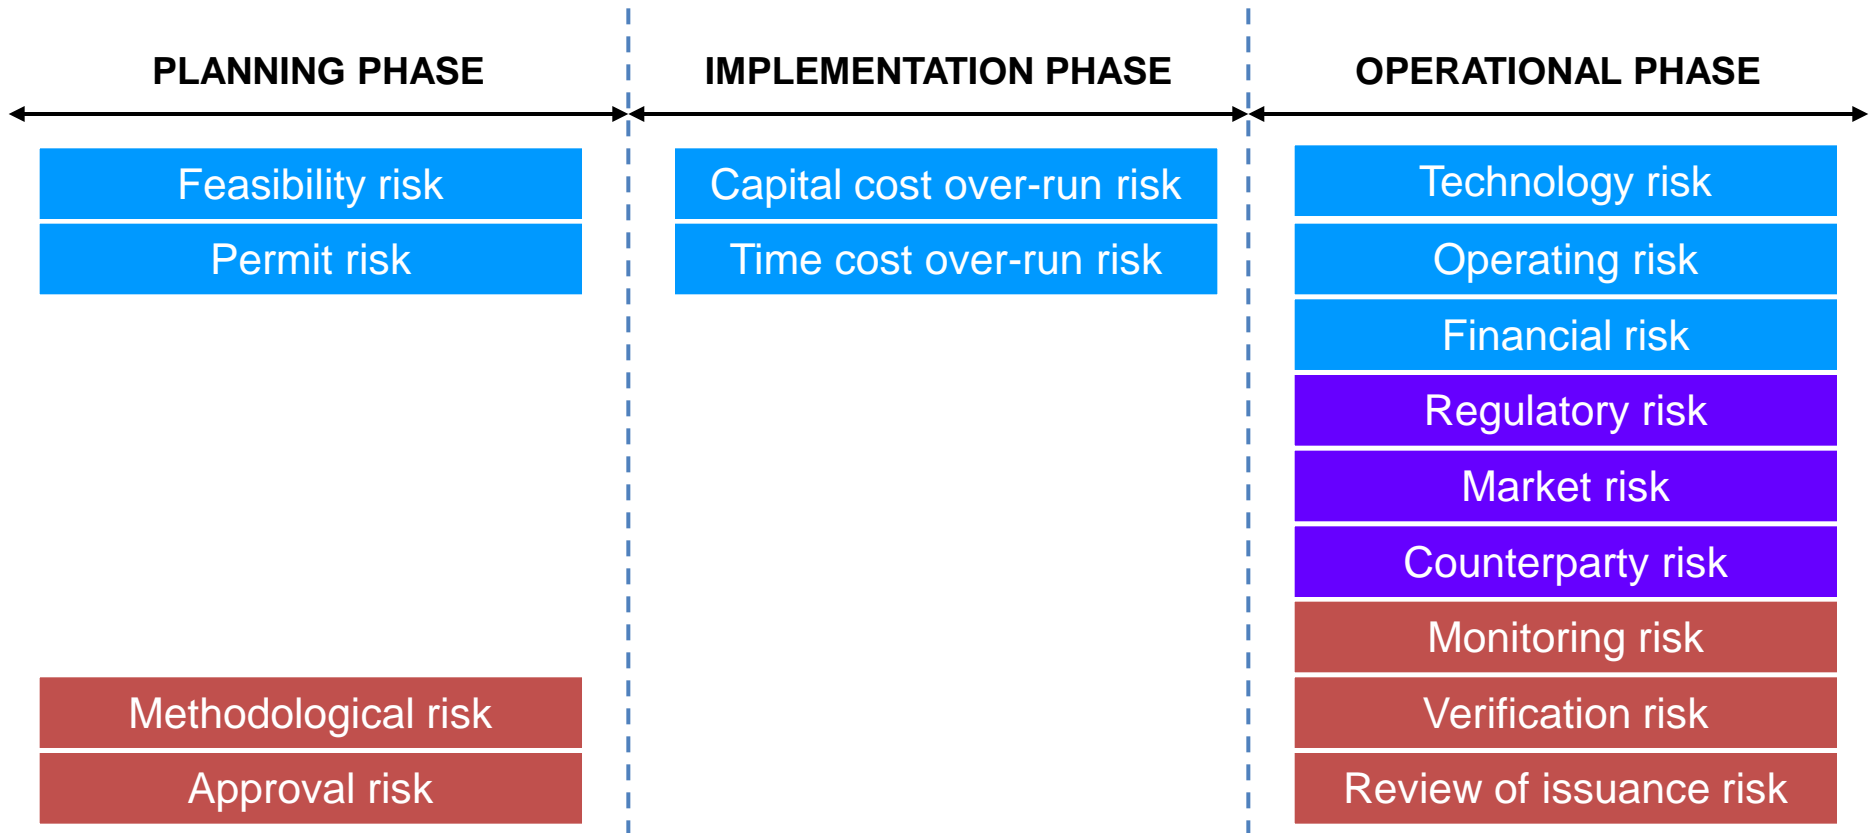 PLANNING PHASE
IMPLEMENTATION PHASE
OPERATIONAL PHASE
Feasibility risk
Permit risk
Methodological risk
Approval risk
Capital cost over-run risk
Time cost over-run risk
Technology risk
Operating risk
Financial risk
Regulatory risk
Market risk
Counterparty risk
Monitoring risk
Verification risk
Review of issuance risk